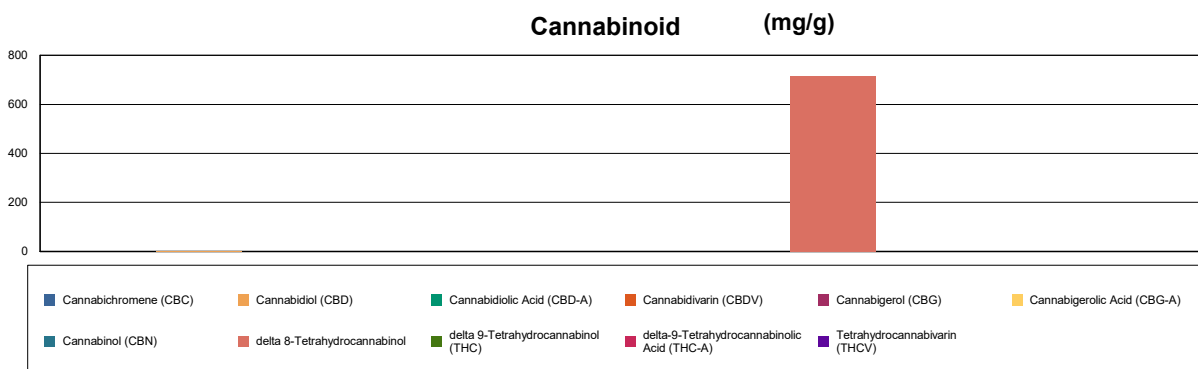 Cannabinoid (mg/g)
800
600
400
200
0
Cannabichromene (CBC)
Cannabidiol (CBD)
Cannabidiolic Acid (CBD-A)
Cannabidivarin (CBDV)
Cannabigerol (CBG)
Cannabigerolic Acid (CBG-A)
Cannabinol (CBN)
delta 8-Tetrahydrocannabinol
delta 9-Tetrahydrocannabinol
(THC)
delta-9-Tetrahydrocannabinolic
Acid (THC-A)
Tetrahydrocannabivarin
(THCV)